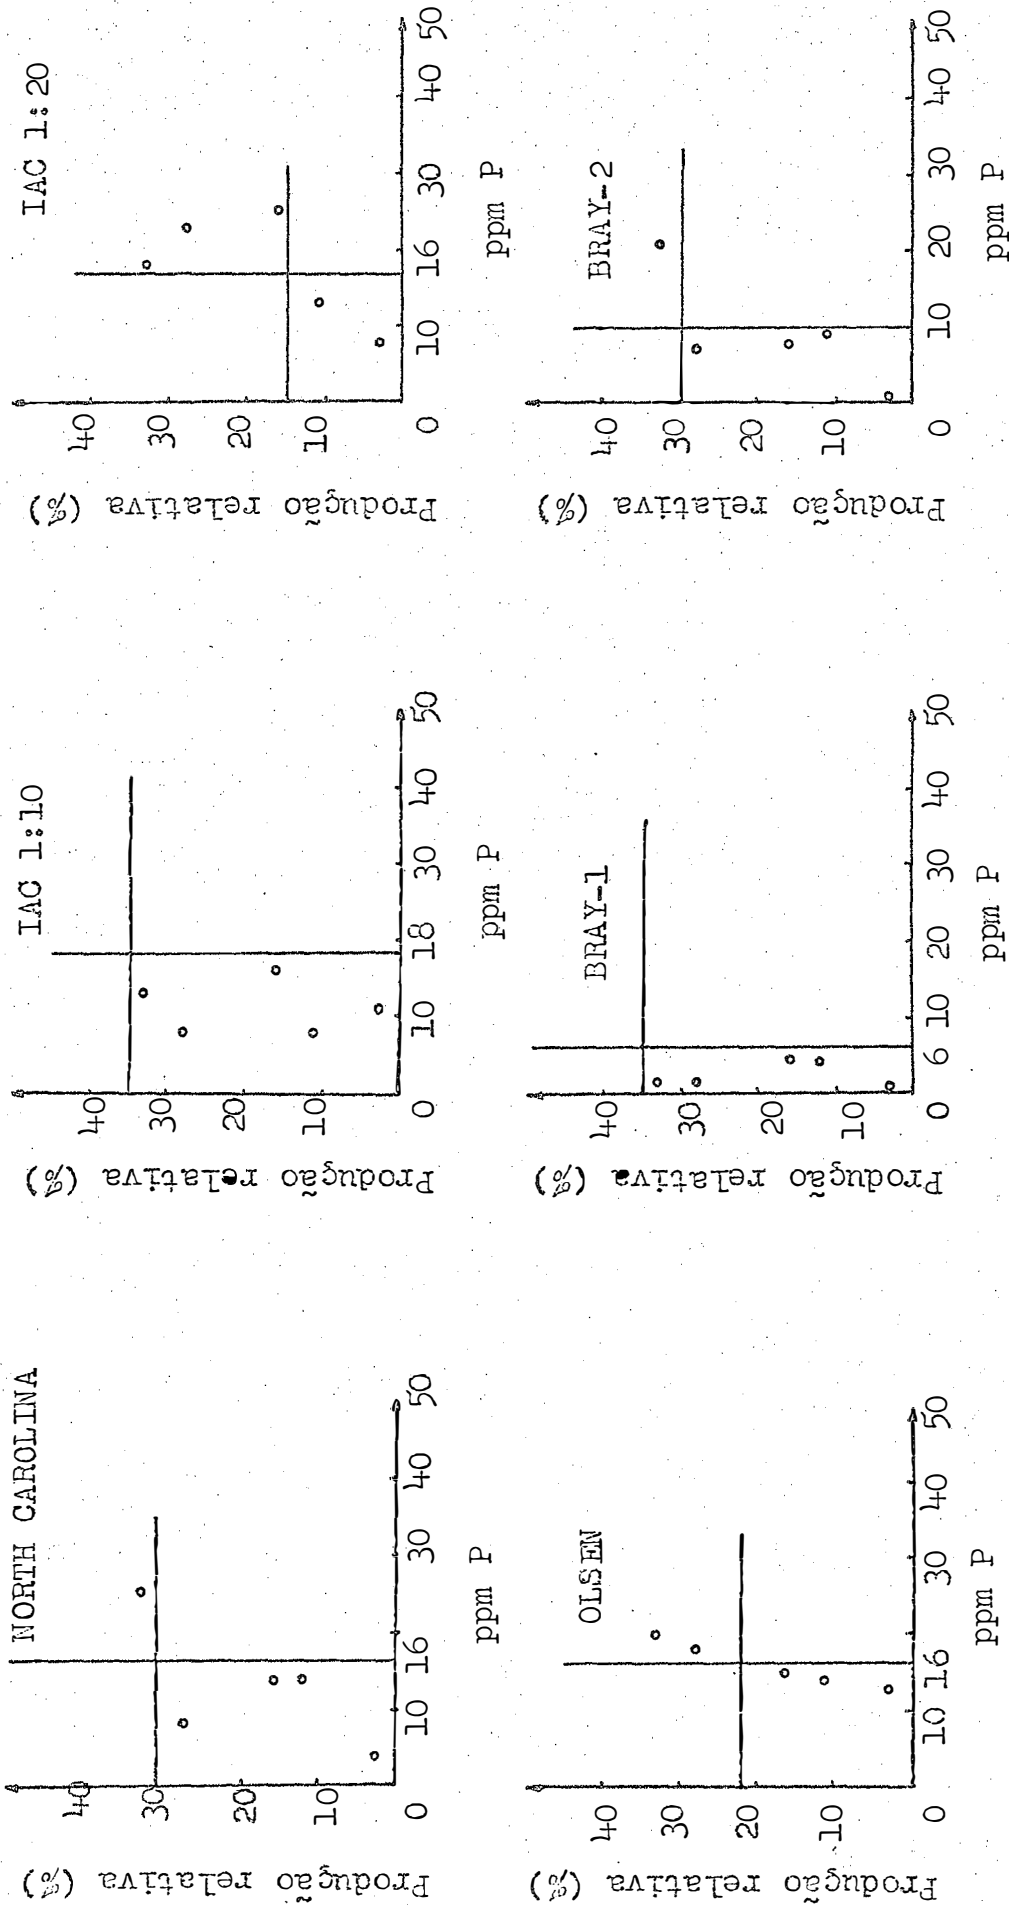 NORTH CAROLINA
Produção relativa (%)
40
30
20
10
0 10 16 30 40 50
ppm P
IAC 1:10
Produção relativa (%)
40
30
20
10
0 10 18 30 40 50
ppm P
IAC 1:20
Produção relativa (%)
40
30
20
10
0 10 16 30 40 50
ppm P
OLSEN
Produção relativa (%)
40
30
20
10
0 10 16 30 40 50
ppm P
BRAY-1
Produção relativa (%)
40
30
20
10
0 6 10 20 30 40 50
ppm P
BRAY-2
Produção relativa (%)
40
30
20
10
0 10 20 30 40 50
ppm P